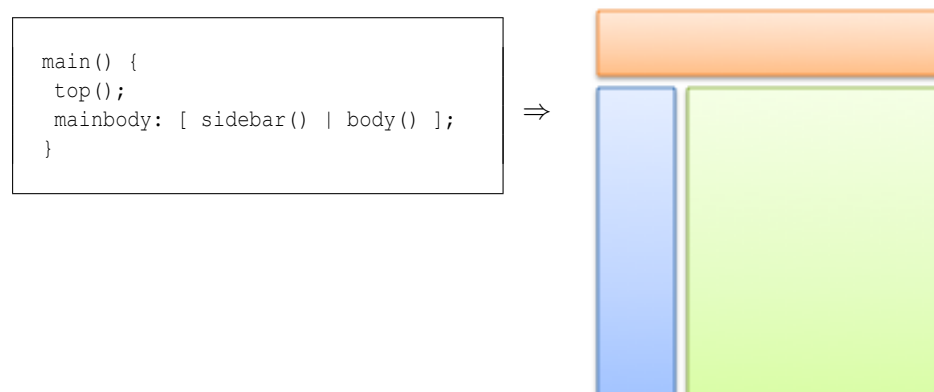 main() {
top();
mainbody: [ sidebar() | body() ];
}
⇒